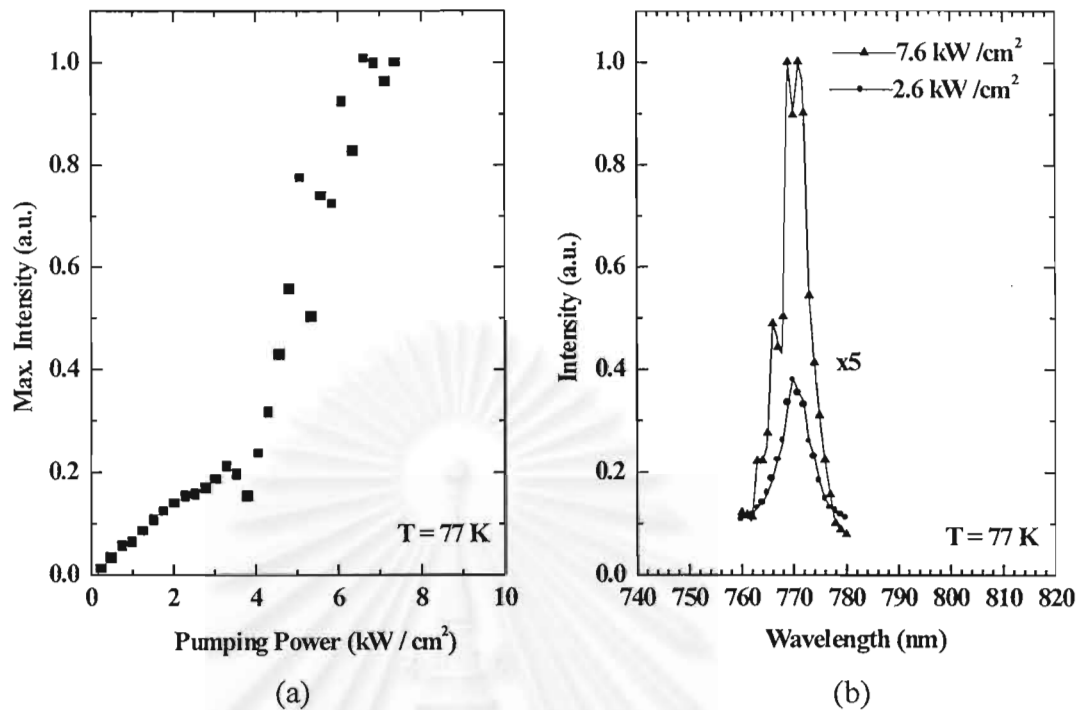 Max. Intensity (a.u.)
1.0
0.8
0.6
0.4
0.2
0.0
0 2 4 6 8 10
T = 77 K
Pumping Power (kW / cm²)
(a)
Intensity (a.u.)
1.0
0.8
0.6
0.4
0.2
0.0
7.6 kW /cm²
2.6 kW /cm²
x5
T = 77 K
740 750 760 770 780 790 800 810 820
Wavelength (nm)
(b)